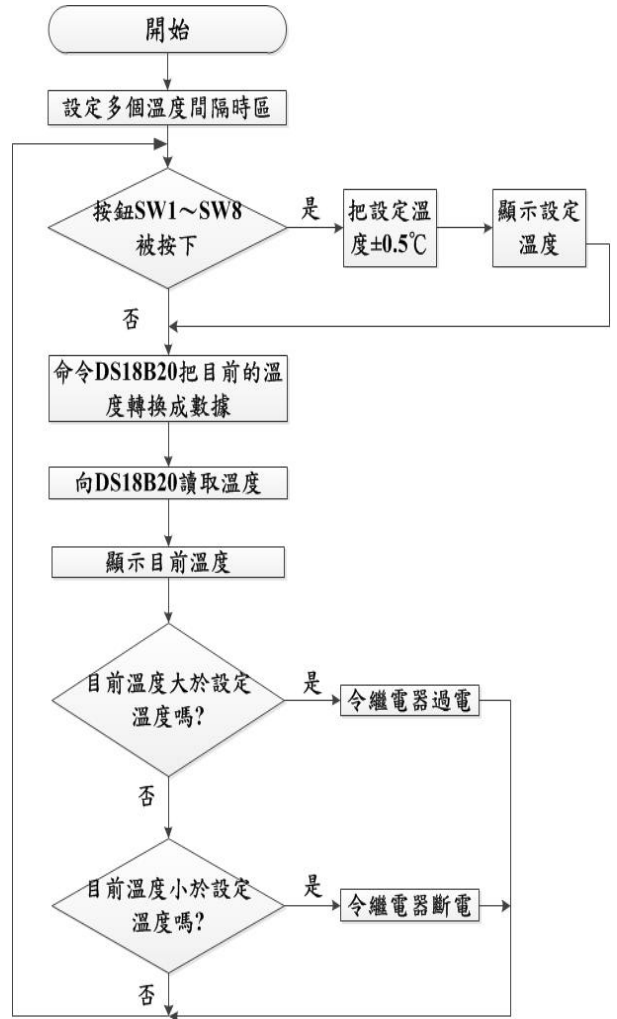 開始
設定多個溫度間隔時區
按鈕SW1～SW8
被按下
是
把設定溫
度±0.5℃
顯示設定
溫度
否
命令DS18B20把目前的溫
度轉換成數據
向DS18B20讀取溫度
顯示目前溫度
目前溫度大於設定
溫度嗎?
是
令繼電器過電
否
目前溫度小於設定
溫度嗎?
是
令繼電器斷電
否